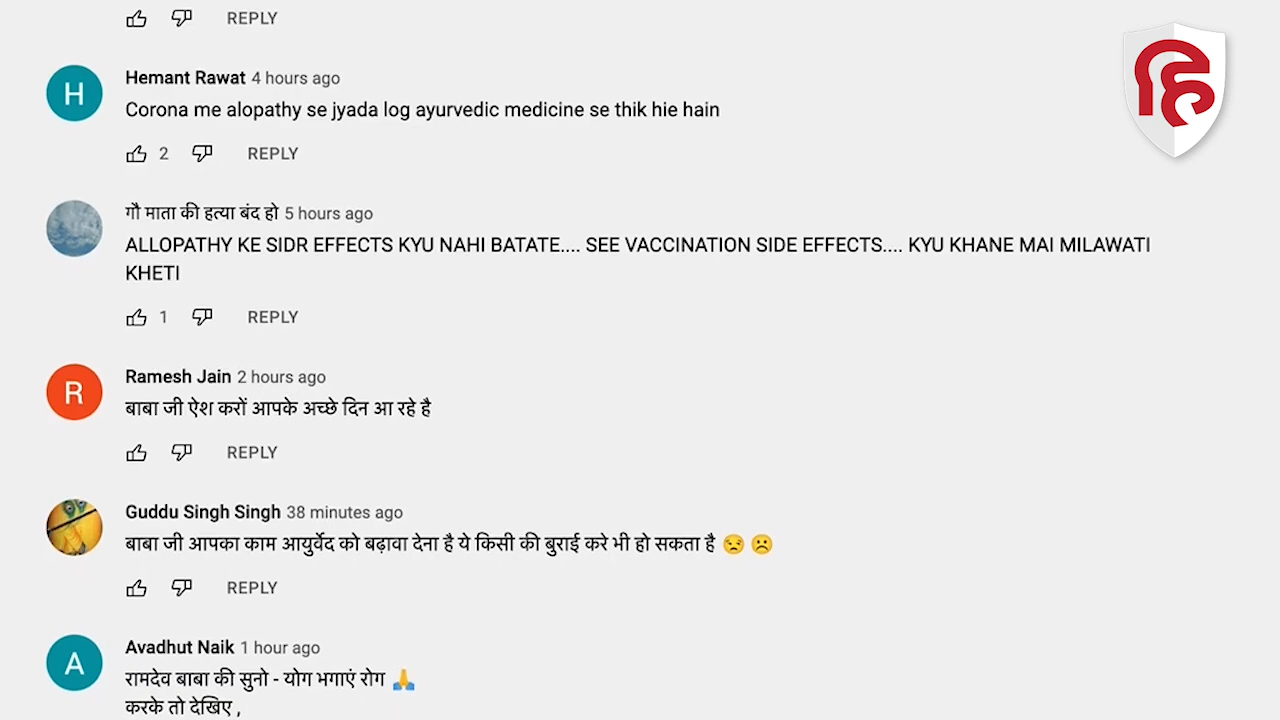 REPLY
H
Hemant Rawat 4 hours ago
Corona me alopathy se jyada log ayurvedic medicine se thik hie hain
2 REPLY
गौ माता की हत्या बंद हो 5 hours ago
ALLOPATHY KE SIDR EFFECTS KYU NAHI BATATE.... SEE VACCINATION SIDE EFFECTS.... KYU KHANE MAI MILAWATI
KHETI
1 REPLY
R
Ramesh Jain 2 hours ago
बाबा जी ऐश करों आपके अच्छे दिन आ रहे है
REPLY
Guddu Singh Singh 38 minutes ago
बाबा जी आपका काम आयुर्वेद को बढ़ावा देना है ये किसी की बुराई करे भी हो सकता है 😒 ☹️
REPLY
A
Avadhut Naik 1 hour ago
रामदेव बाबा की सुनो - योग भगाएं रोग 🙏
करके तो देखिए ,
हि